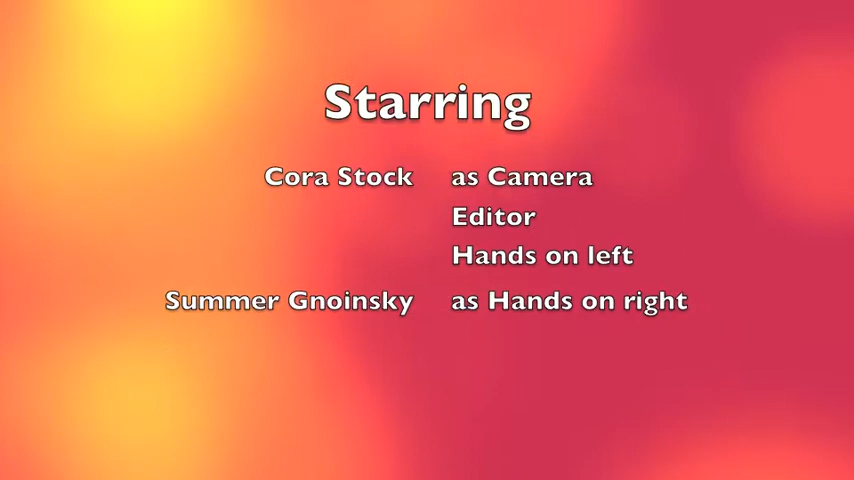 Starring
Cora Stock as Camera
Editor
Hands on left
Summer Gnoinsky as Hands on right